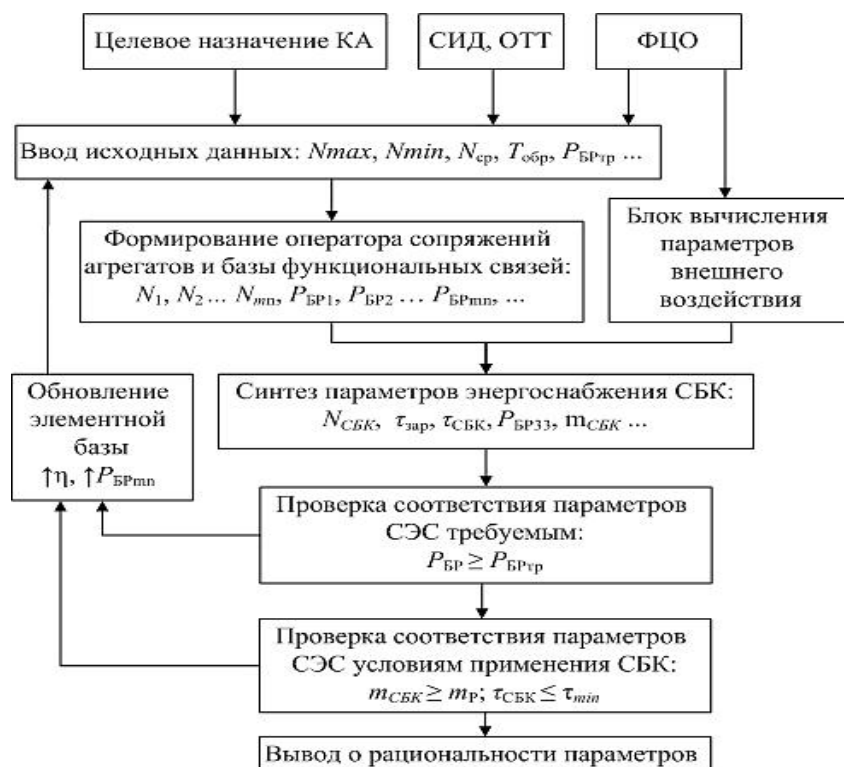 Целевое назначение КА
СИД, ОТТ
ФЦО
Ввод исходных данных: Nmax, Nmin, Nср, Tобр, PБРтр ...
Формирование оператора сопряжений
агрегатов и базы функциональных связей:
N1, N2 ... Nmn, PБР1, PБР2 ... PБРmn, ...
Блок вычисления
параметров
внешнего
воздействия
Обновление
элементной
базы
↑η, ↑PБРmn
Синтез параметров энергоснабжения СБК:
NСБК, τзар, τСБК, PБР33, mСБК ...
Проверка соответствия параметров
СЭС требуемым:
PБР ≥ PБРтр
Проверка соответствия параметров
СЭС условиям применения СБК:
mСБК ≥ mР; τСБК ≤ τmin
Вывод о рациональности параметров